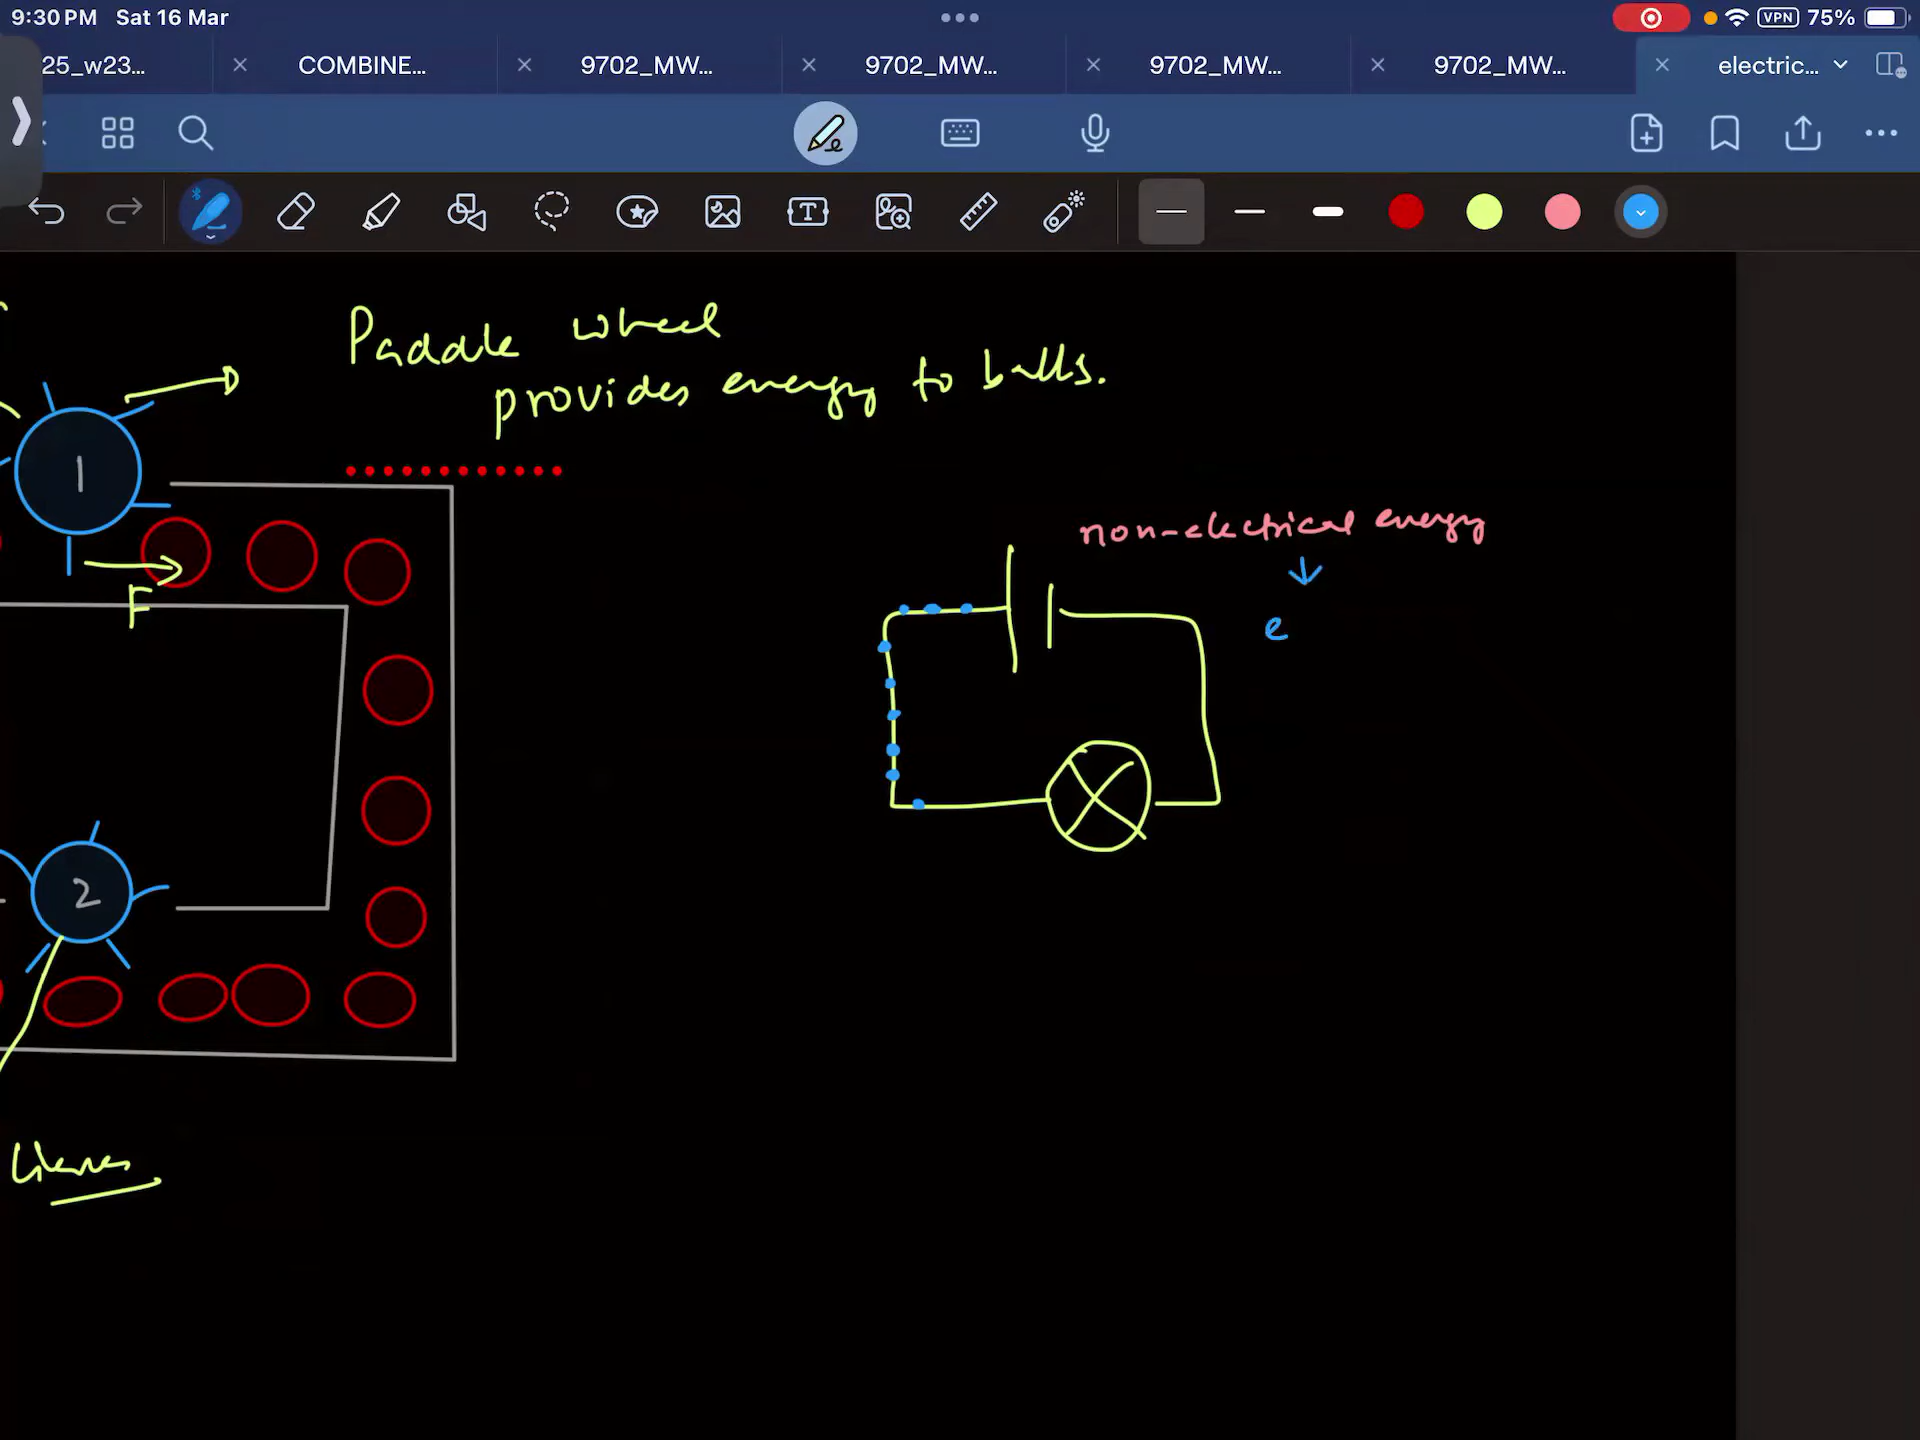 9:30 PM Sat 16 Mar
VPN 75%
25_w23...
COMBINE...
9702_MW...
9702_MW...
9702_MW...
9702_MW...
electric...
Paddle wheel
provides energy to balls.
1
F
non-electrical energy
e
2